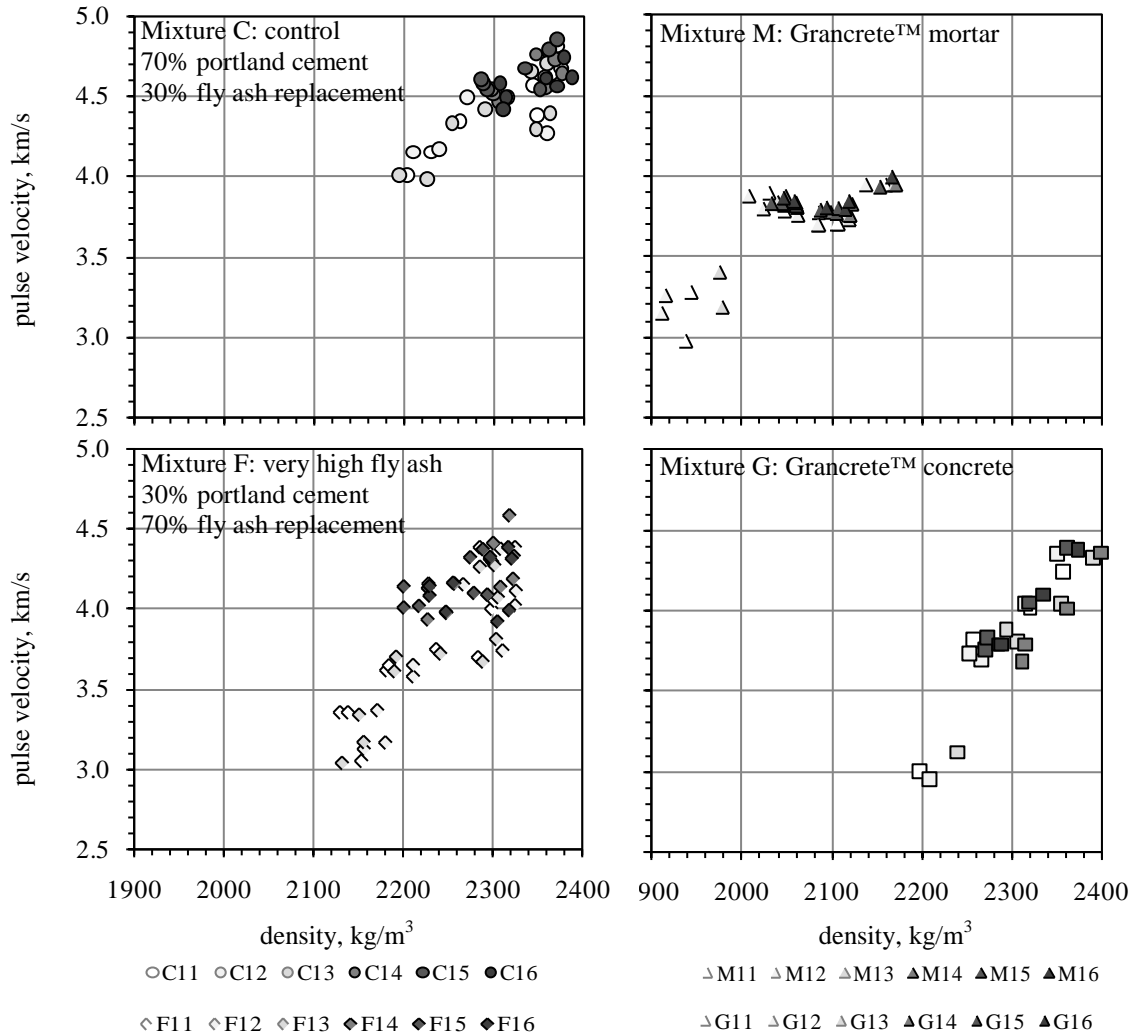 5.0
4.5
4.0
3.5
3.0
2.5
pulse velocity, km/s
Mixture C: control
70% portland cement
30% fly ash replacement
Mixture M: Grancrete™ mortar
5.0
4.5
4.0
3.5
3.0
2.5
pulse velocity, km/s
Mixture F: very high fly ash
30% portland cement
70% fly ash replacement
Mixture G: Grancrete™ concrete
1900 2000 2100 2200 2300 2400
900 2000 2100 2200 2300 2400
density, kg/m³
density, kg/m³
C11 C12 C13 C14 C15 C16
M11 M12 M13 M14 M15 M16
F11 F12 F13 F14 F15 F16
G11 G12 G13 G14 G15 G16